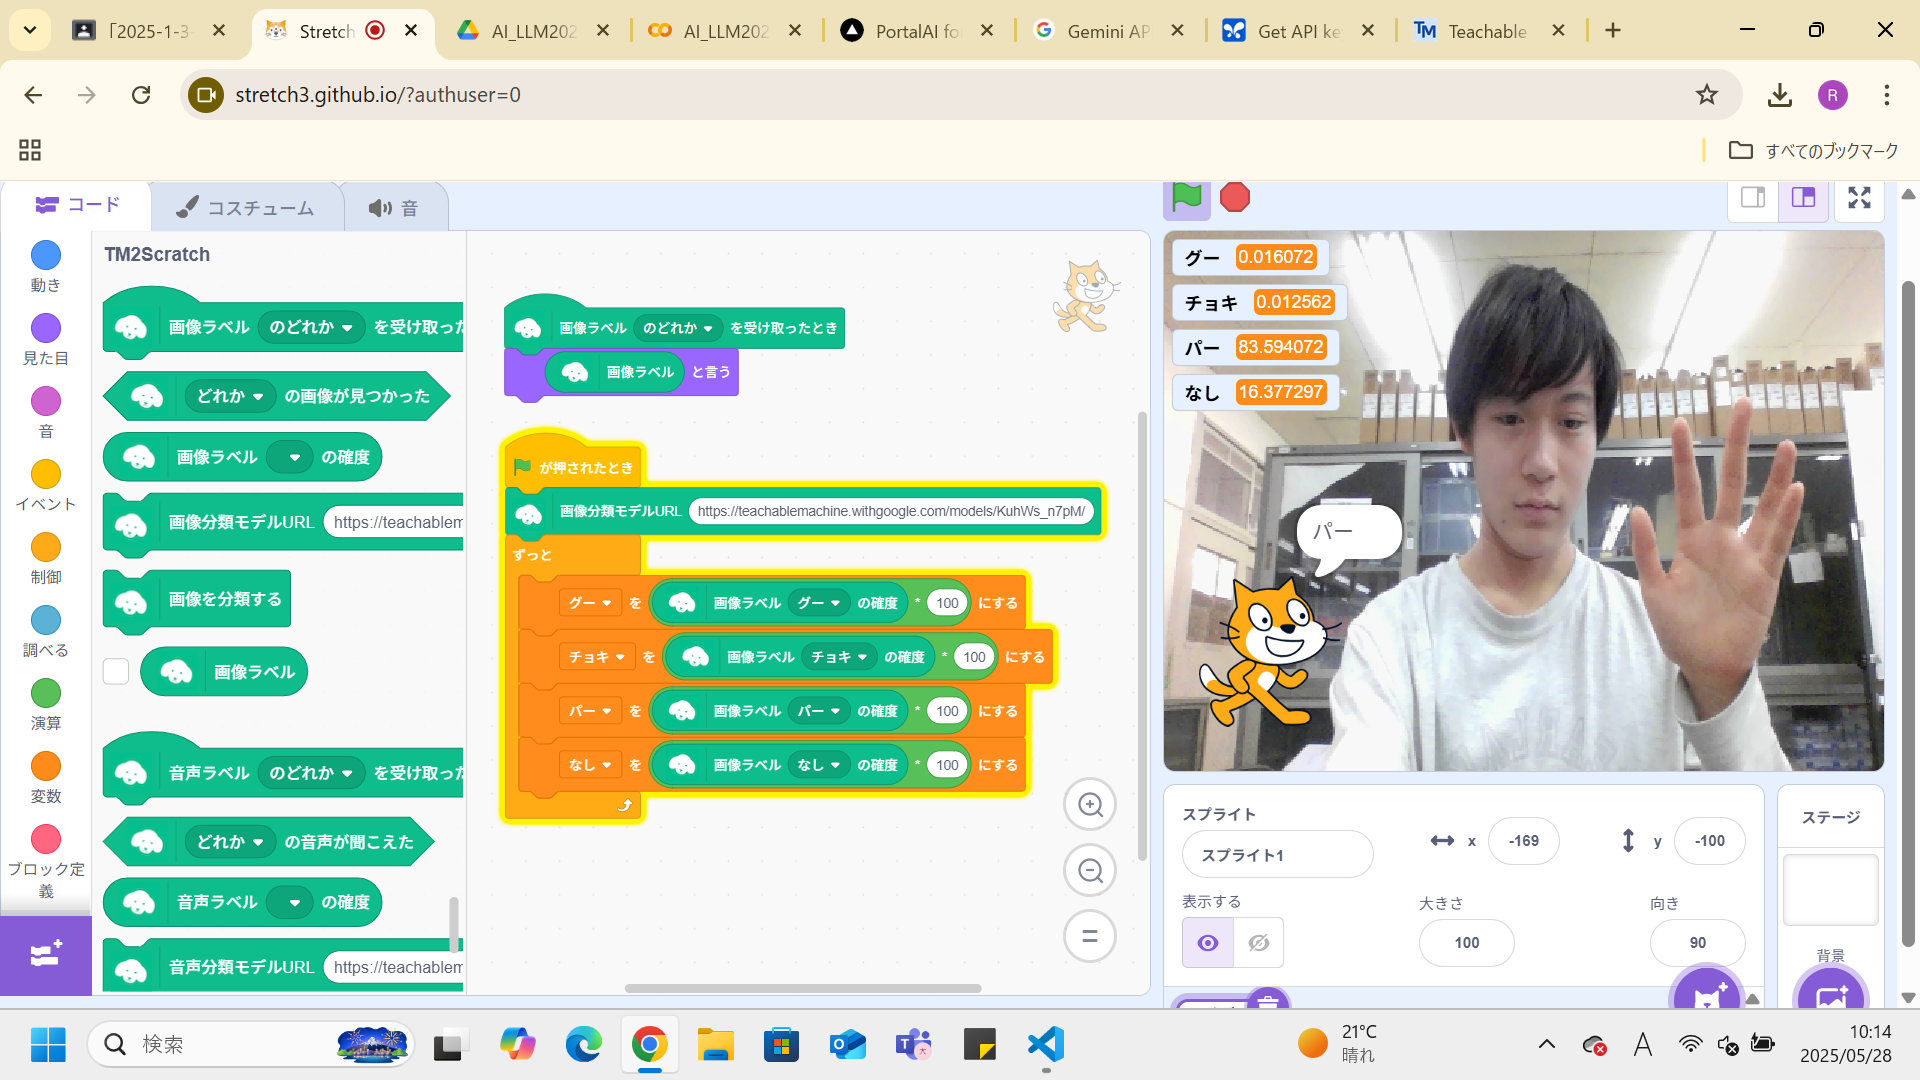 「2025-1-3-
Stretch
AI_LLM202
AI_LLM202
PortalAI fo
Gemini AP
Get API ke
TM Teachable
stretch3.github.io/?authuser=0
R
すべてのブックマーク
コード
コスチューム
音
動き
見た目
音
イベント
制御
調べる
演算
変数
ブロック定
義
TM2Scratch
画像ラベル のどれか を受け取った
どれか の画像が見つかった
画像ラベル の確度
画像分類モデルURL https://teachablem
画像を分類する
画像ラベル
音声ラベル のどれか を受け取った
どれか の音声が聞こえた
音声ラベル の確度
音声分類モデルURL https://teachablem
画像ラベル のどれか を受け取ったとき
画像ラベル と言う
が押されたとき
画像分類モデルURL https://teachablemachine.withgoogle.com/models/KuhWs_n7pM/
ずっと
グー を 画像ラベル グー の確度 * 100 にする
チョキ を 画像ラベル チョキ の確度 * 100 にする
パー を 画像ラベル パー の確度 * 100 にする
なし を 画像ラベル なし の確度 * 100 にする
グー 0.016072
チョキ 0.012562
パー 83.594072
なし 16.377297
パー
スプライト
スプライト1
x -169
y -100
表示する
大きさ
100
向き
90
ステージ
背景
検索
21°C
晴れ
A
10:14
2025/05/28